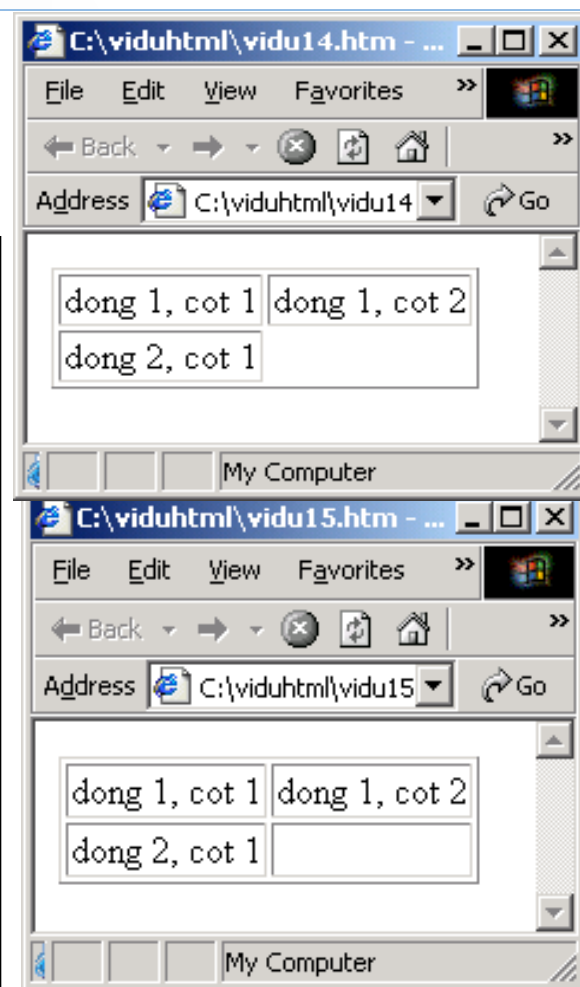 C:\viduhtml\vidu14.htm - ...
File Edit View Favorites »
Back »
Address C:\viduhtml\vidu14 Go
dong 1, cot 1 dong 1, cot 2
dong 2, cot 1
My Computer
C:\viduhtml\vidu15.htm - ...
File Edit View Favorites »
Back »
Address C:\viduhtml\vidu15 Go
dong 1, cot 1 dong 1, cot 2
dong 2, cot 1
My Computer